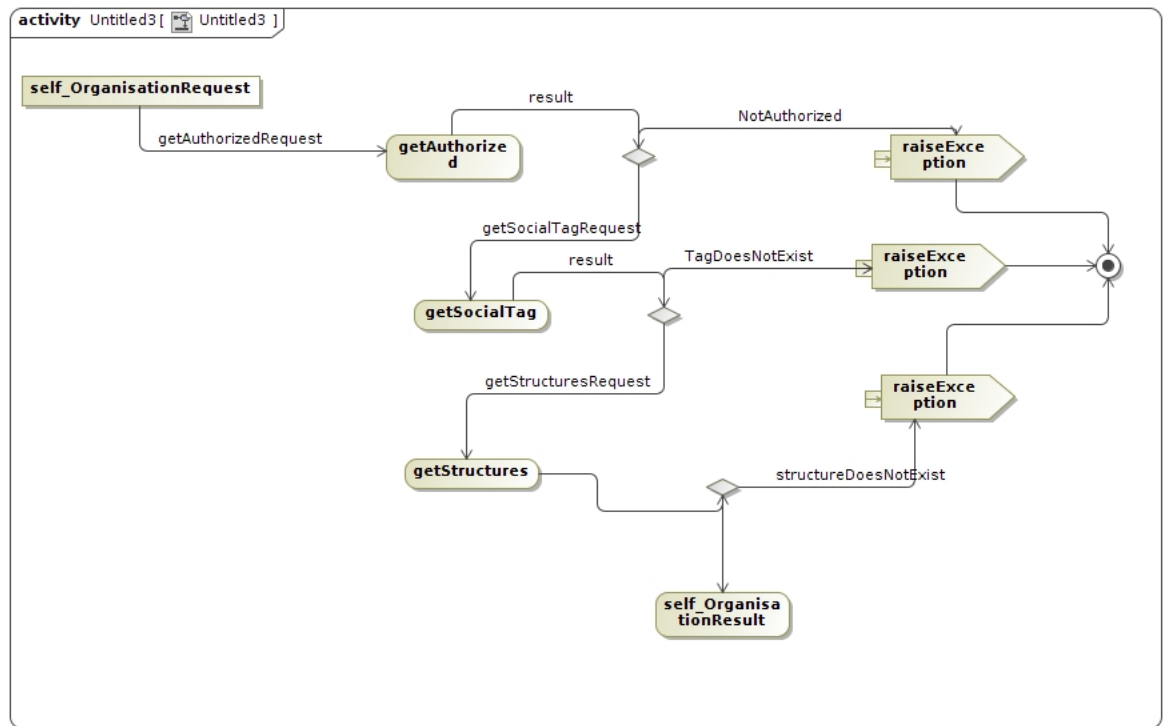 activity Untitled3 [ Untitled3 ]
self_OrganisationRequest
result
NotAuthorized
getAuthorizedRequest
getAuthorize
d
raiseExce
ption
getSocialTagRequest
result
TagDoesNotExist
raiseExce
ption
getSocialTag
getStructuresRequest
raiseExce
ption
getStructures
structureDoesNotExist
self_Organisa
tionResult